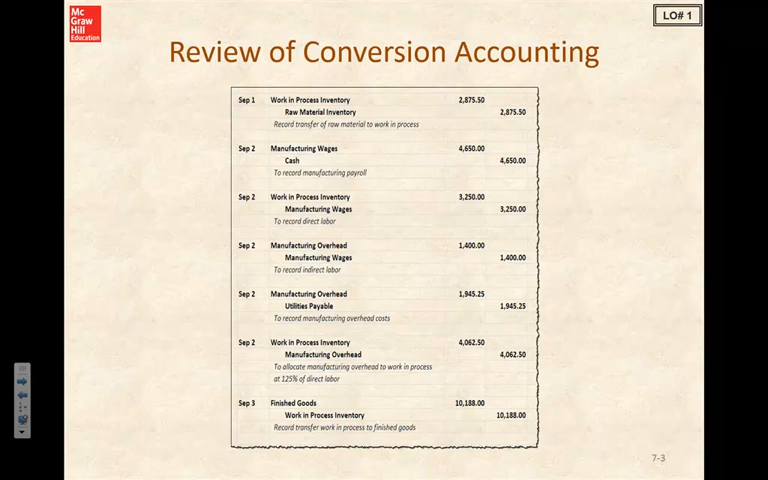 Mc
Graw
Hill
Education
LO# 1
Review of Conversion Accounting
Sep 1 Work in Process Inventory 2,875.50
Raw Material Inventory 2,875.50
Record transfer of raw material to work in process
Sep 2 Manufacturing Wages 4,650.00
Cash 4,650.00
To record manufacturing payroll
Sep 2 Work in Process Inventory 3,250.00
Manufacturing Wages 3,250.00
To record direct labor
Sep 2 Manufacturing Overhead 1,400.00
Manufacturing Wages 1,400.00
To record indirect labor
Sep 2 Manufacturing Overhead 1,945.25
Utilities Payable 1,945.25
To record manufacturing overhead costs
Sep 2 Work in Process Inventory 4,062.50
Manufacturing Overhead 4,062.50
To allocate manufacturing overhead to work in process
at 125% of direct labor
Sep 3 Finished Goods 10,188.00
Work in Process Inventory 10,188.00
Record transfer work in process to finished goods
7-3